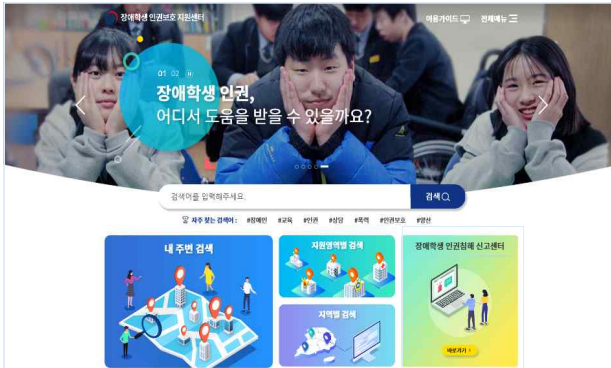 장애학생 인권보호 지원센터
이용가이드
전체메뉴
01 02
장애학생 인권,
어디서 도움을 받을 수 있을까요?
검색어를 입력해주세요.
검색
자주 찾는 검색어 : #장애인 #교육 #인권 #상담 #폭력 #인권보호 #발산
내 주변 검색
지원영역별 검색
지역별 검색
장애학생 인권침해 신고센터
바로가기 >